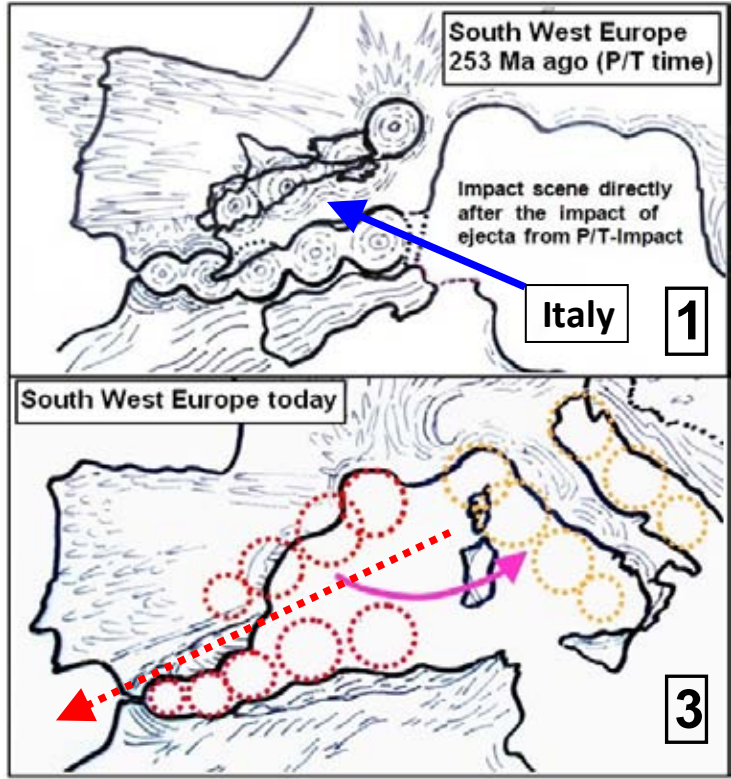 South West Europe
253 Ma ago (P/T time)
Impact scene directly
after the impact of
ejecta from P/T-Impact
Italy
1
South West Europe today
3